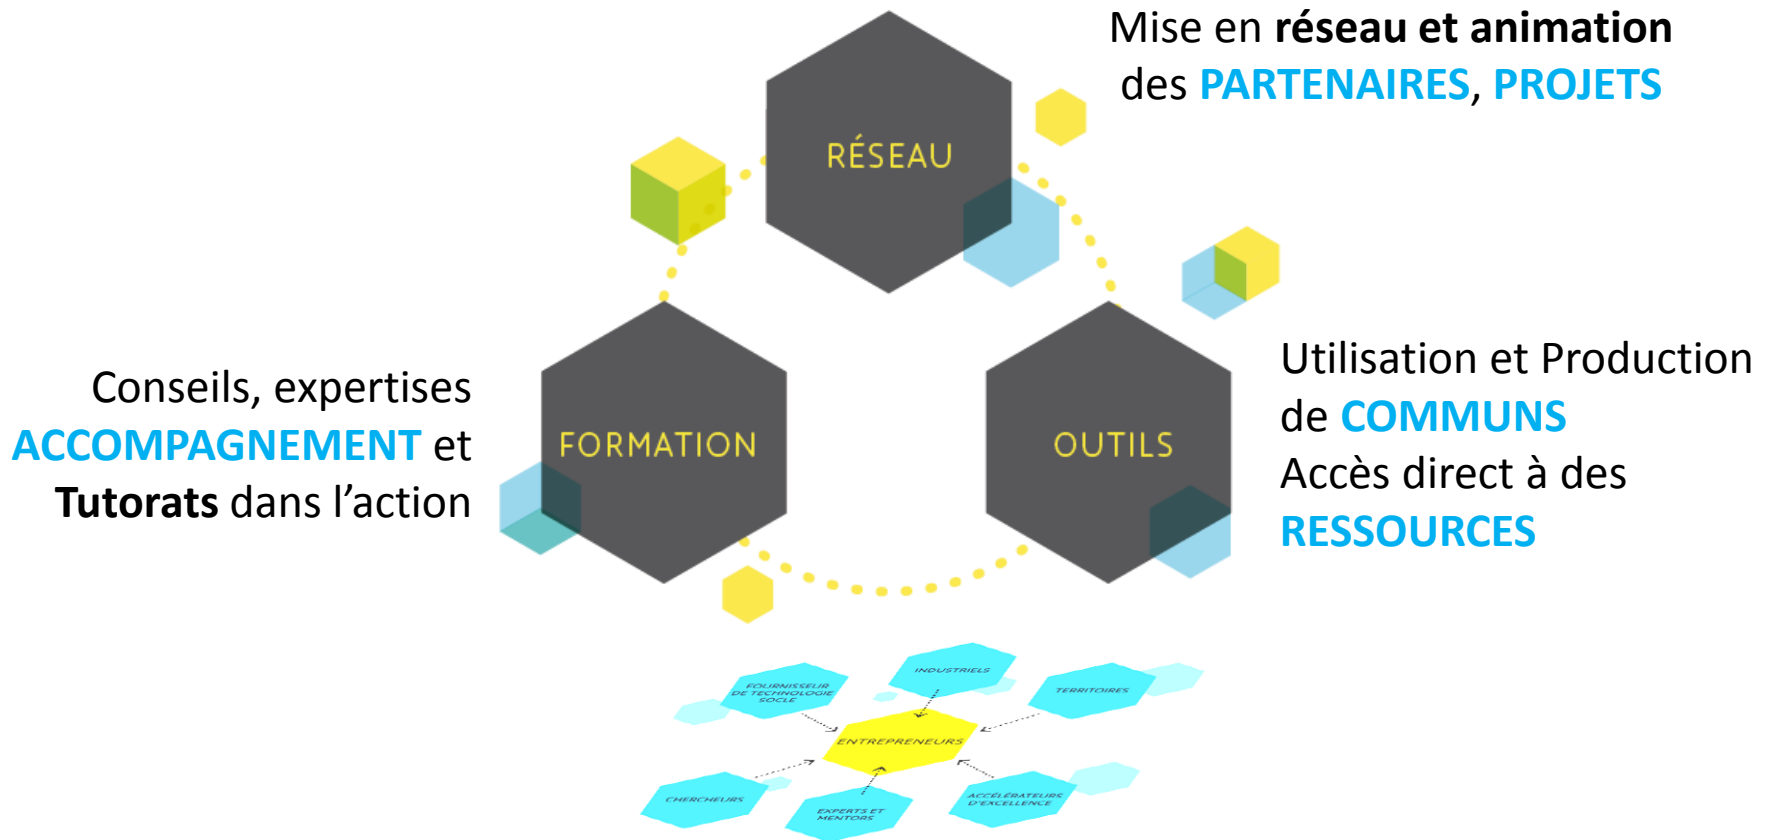 Mise en réseau et animation
des PARTENAIRES, PROJETS
RÉSEAU
Conseils, expertises
ACCOMPAGNEMENT et
Tutorats dans l’action
FORMATION
OUTILS
Utilisation et Production
de COMMUNS
Accès direct à des
RESSOURCES
FOURNISSEUR
DE TECHNOLOGIE
SOCLE
INDUSTRIELS
TERRITOIRES
ENTREPRENEURS
CHERCHEURS
EXPERTS ET
MENTORS
ACCÉLÉRATEURS
D'EXCELLENCE